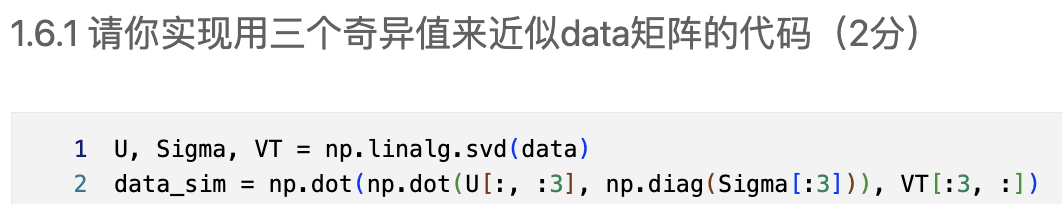 1.6.1 请你实现用三个奇异值来近似data矩阵的代码（2分）
1 U, Sigma, VT = np.linalg.svd(data)
2 data_sim = np.dot(np.dot(U[:, :3], np.diag(Sigma[:3])), VT[:3, :])